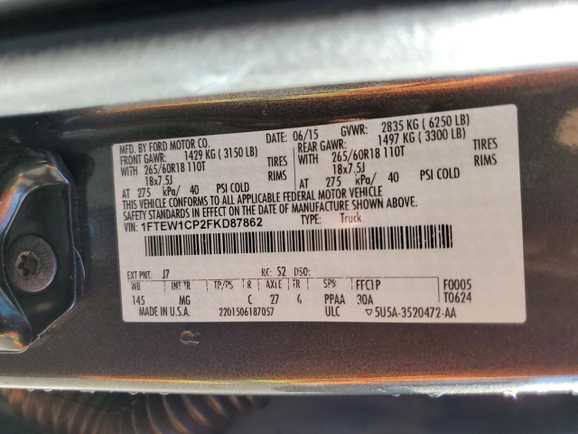 MFD. BY FORD MOTOR CO.
06/15
GVWR: 2835 KG (6250 LB)
FRONT GAWR: 1429 KG (3150 LB)
REAR GAWR: 1497 KG (3300 LB)
WITH 265/60R18 110T TIRES
WITH 265/60R18 110T TIRES
18x7.5J RIMS
18x7.5J RIMS
AT 275 kPa/ 40 PSI COLD
AT 275 kPa/ 40 PSI COLD
THIS VEHICLE CONFORMS TO ALL APPLICABLE FEDERAL MOTOR VEHICLE
SAFETY STANDARDS IN EFFECT ON THE DATE OF MANUFACTURE SHOWN ABOVE.
VIN: 1FTEW1CP2FKD87862
TYPE: Truck
EXT PNT: J7 RC: 52 DSO:
WB INT TR TP/PS R AXLE TR SPR FFC1P F0005
145 MG C 27 6 PPAA 30A T0624
MADE IN U.S.A. 2201506187057 ULC ▽5U5A-3520472-AA